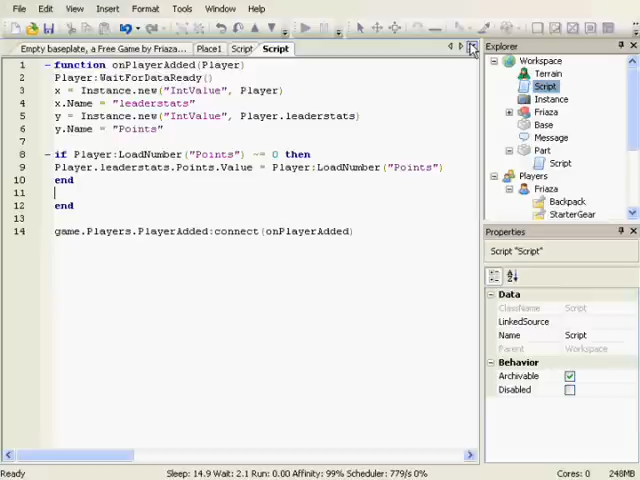 File Edit View Insert Format Tools Window Help
Empty baseplate, a Free Game by Friaza... Place1 Script Script
1 function onPlayerAdded(Player)
2 Player:WaitForDataReady()
3 x = Instance.new("IntValue", Player)
4 x.Name = "leaderstats"
5 y = Instance.new("IntValue", Player.leaderstats)
6 y.Name = "Points"
7
8 if Player:LoadNumber("Points") ~= 0 then
9 Player.leaderstats.Points.Value = Player:LoadNumber("Points")
10 end
11
12 end
13
14 game.Players.PlayerAdded:connect(onPlayerAdded)
Explorer
Workspace
Terrain
Script
Instance
Friaza
Base
Message
Part
Script
Players
Friaza
Backpack
StarterGear
Properties
Script "Script"
Data
ClassName Script
LinkedSource
Name Script
Parent Workspace
Behavior
Archivable
Disabled
Ready Sleep: 14.9 Wait: 2.1 Run: 0.00 Affinity: 99% Scheduler: 779/s 0% Cores: 0 248MB